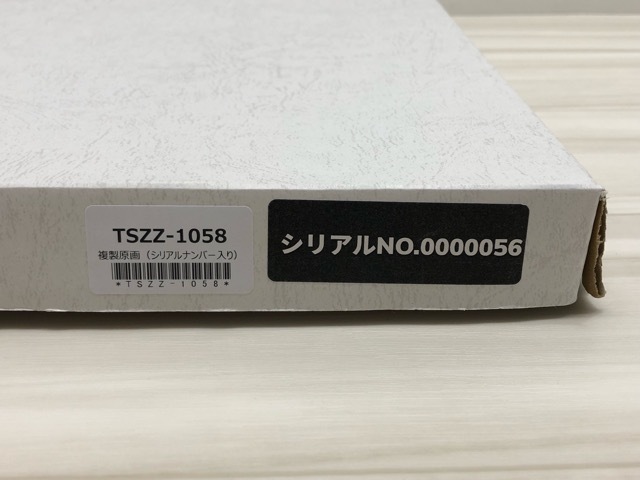 TSZZ-1058
複製原画（シリアルナンバー入り）
*TSZZ-1058*
シリアルNO.0000056